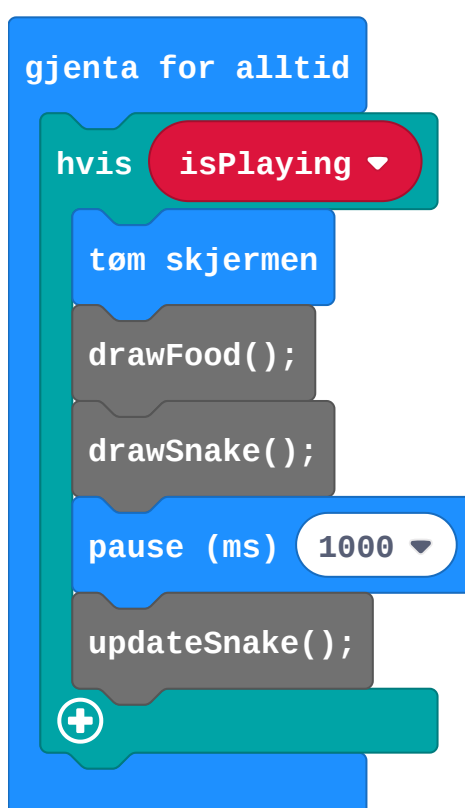 gjenta for alltid
hvis isPlaying
tøm skjermen
drawFood();
drawSnake();
pause (ms) 1000
updateSnake();